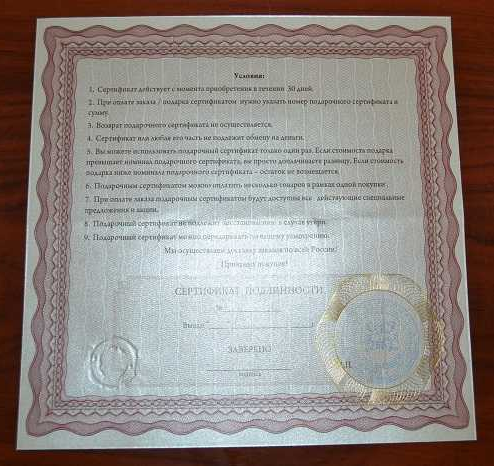 Условия:
1. Сертификат действует с момента приобретения в течении 30 дней.
2. При оплате заказа / подарка сертификатом нужно указать номер подарочного сертификата и
сумму.
3. Возврат подарочного сертификата не осуществляется.
4. Сертификат или любая его часть не подлежит обмену на деньги.
5. Вы можете использовать подарочный сертификат только один раз. Если стоимость подарка
превышает номинал подарочного сертификата, вы просто доплачиваете разницу. Если стоимость
подарка ниже номинала подарочного сертификата – остаток не возмещается.
6. Подарочным сертификатом можно оплатить несколько товаров в рамках одной покупки
7. При оплате заказа подарочным сертификатом будут доступны все действующие специальные
предложения и акции.
8. Подарочный сертификат не подлежит восстановлению в случае утери.
9. Подарочный сертификат можно передаривать по вашему усмотрению.
Мы осуществляем доставку заказов по всей России!
Приятных покупок!
СЕРТИФИКАТ ПОДЛИННОСТИ
№
Выдан
ЗАВЕРЕНО
подпись